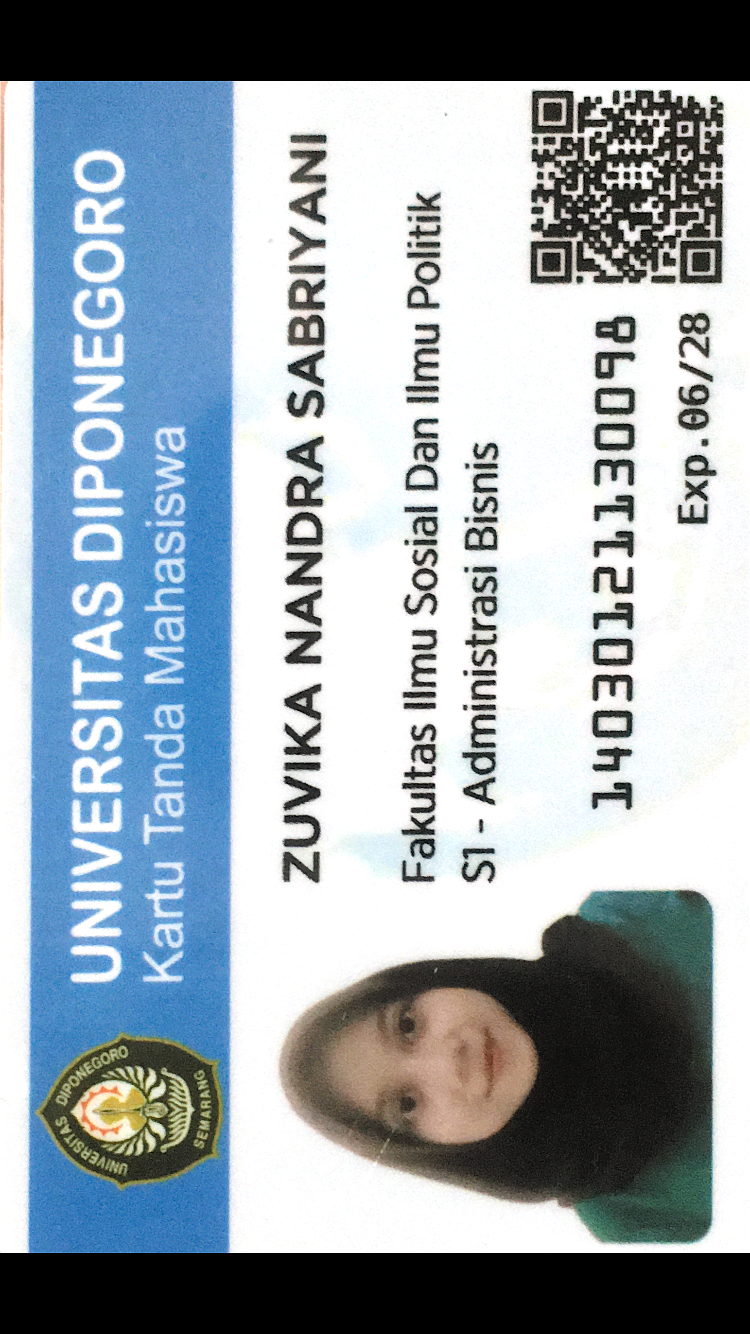 UNIVERSITAS DIPONEGORO
Kartu Tanda Mahasiswa
UNIVERSITAS DIPONEGORO
SEMARANG
ZUVIKA NANDRA SABRIYANI
Fakultas Ilmu Sosial Dan Ilmu Politik
S1 - Administrasi Bisnis
14030121130098
Exp.06/28